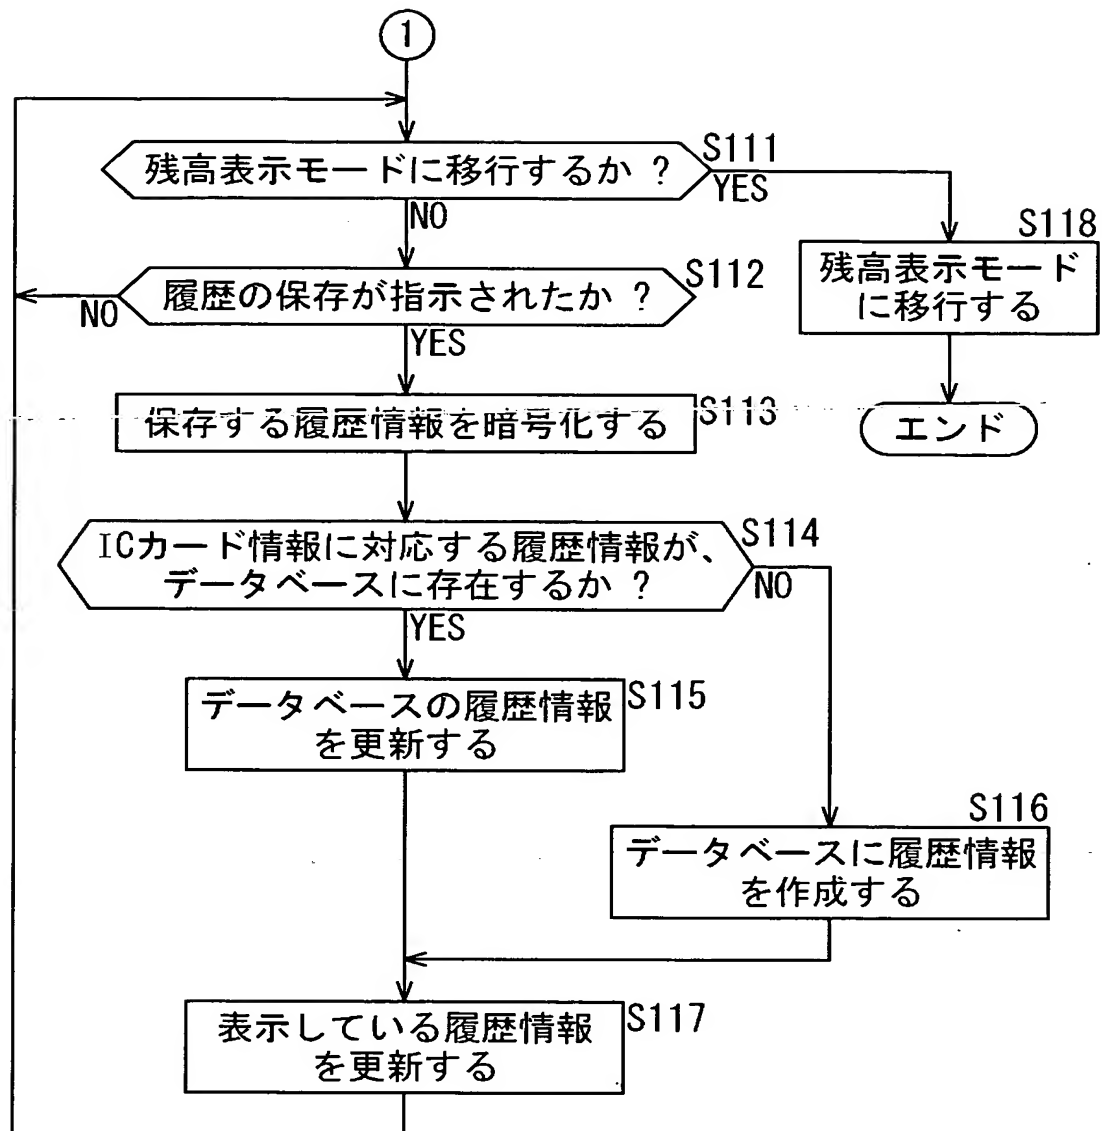 1
残高表示モードに移行するか ?
S111
YES
NO
S118
残高表示モード
に移行する
履歴の保存が指示されたか ?
S112
NO
YES
エンド
保存する履歴情報を暗号化する
S113
ICカード情報に対応する履歴情報が、
データベースに存在するか ?
S114
NO
YES
データベースの履歴情報
を更新する
S115
S116
データベースに履歴情報
を作成する
表示している履歴情報
を更新する
S117